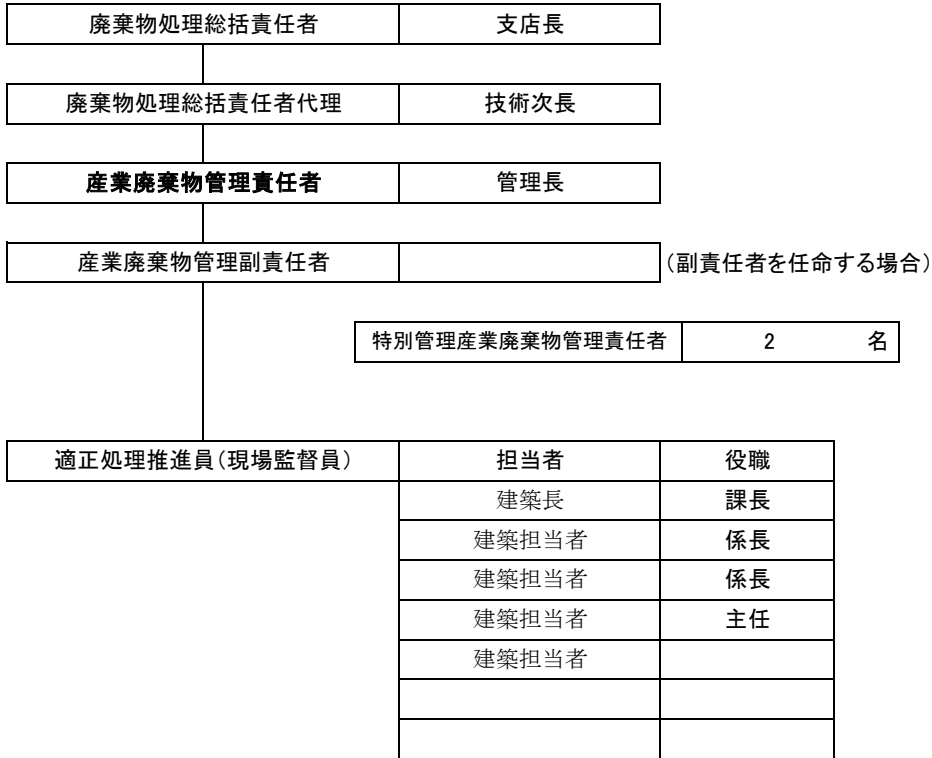 廃棄物処理総括責任者 支店長
廃棄物処理総括責任者代理 技術次長
産業廃棄物管理責任者 管理長
産業廃棄物管理副責任者 (副責任者を任命する場合)
特別管理産業廃棄物管理責任者 2 名
適正処理推進員(現場監督員) 担当者 役職
建築長 課長
建築担当者 係長
建築担当者 係長
建築担当者 主任
建築担当者